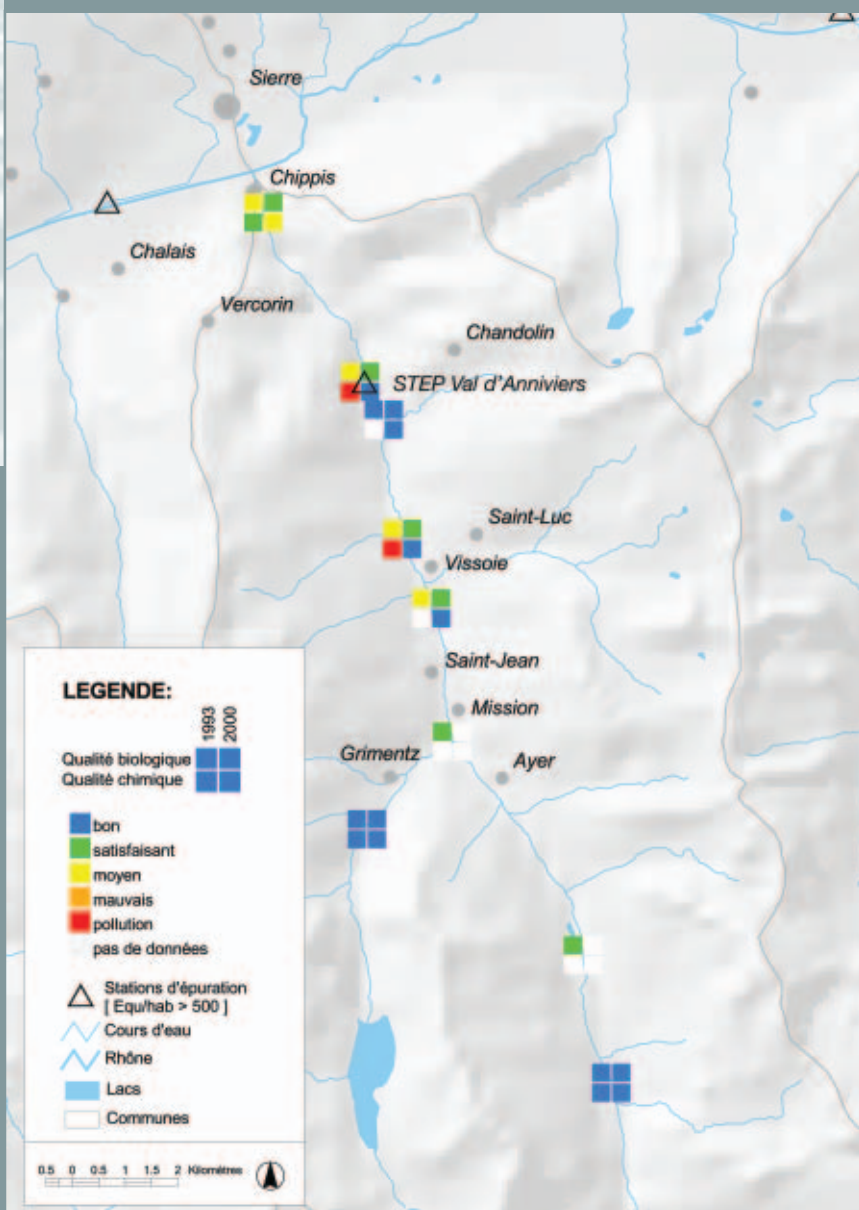 Sierre
Chippis
Chalais
Vercorin
Chandolin
STEP Val d'Anniviers
Saint-Luc
Vissoie
Saint-Jean
Mission
Grimentz
Ayer
LEGENDE:
1993
2000
Qualité biologique
Qualité chimique
bon
satisfaisant
moyen
mauvais
pollution
pas de données
Stations d'épuration
[ Equ/hab > 500 ]
Cours d'eau
Rhône
Lacs
Communes
0.5 0 0.5 1 1.5 2 Kilomètres